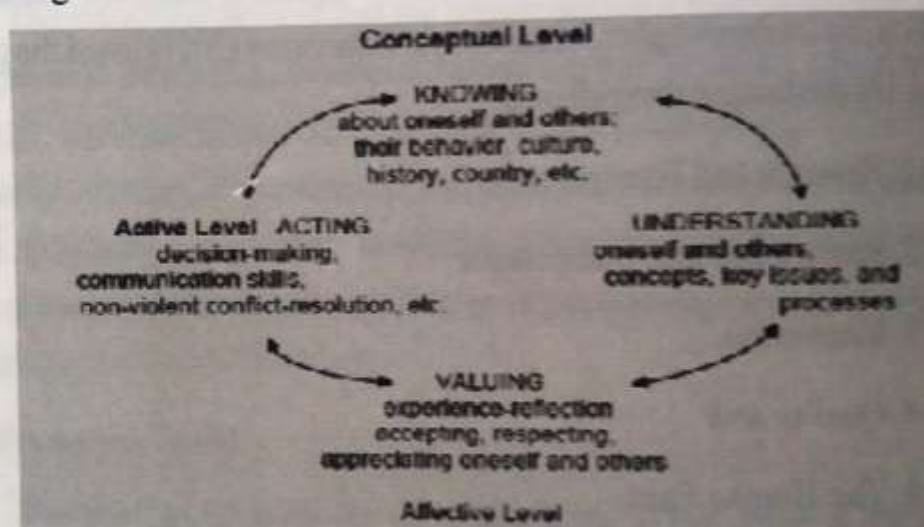 Conceptual Level
KNOWING
about oneself and others:
their behavior, culture,
history, country, etc.
Active Level ACTING
decision-making,
communication skills,
non-violent conflict-resolution, etc.
UNDERSTANDING
oneself and others,
concepts, key issues, and
processes
VALUING
experience-reflection
accepting, respecting,
appreciating oneself and others
Affective Level